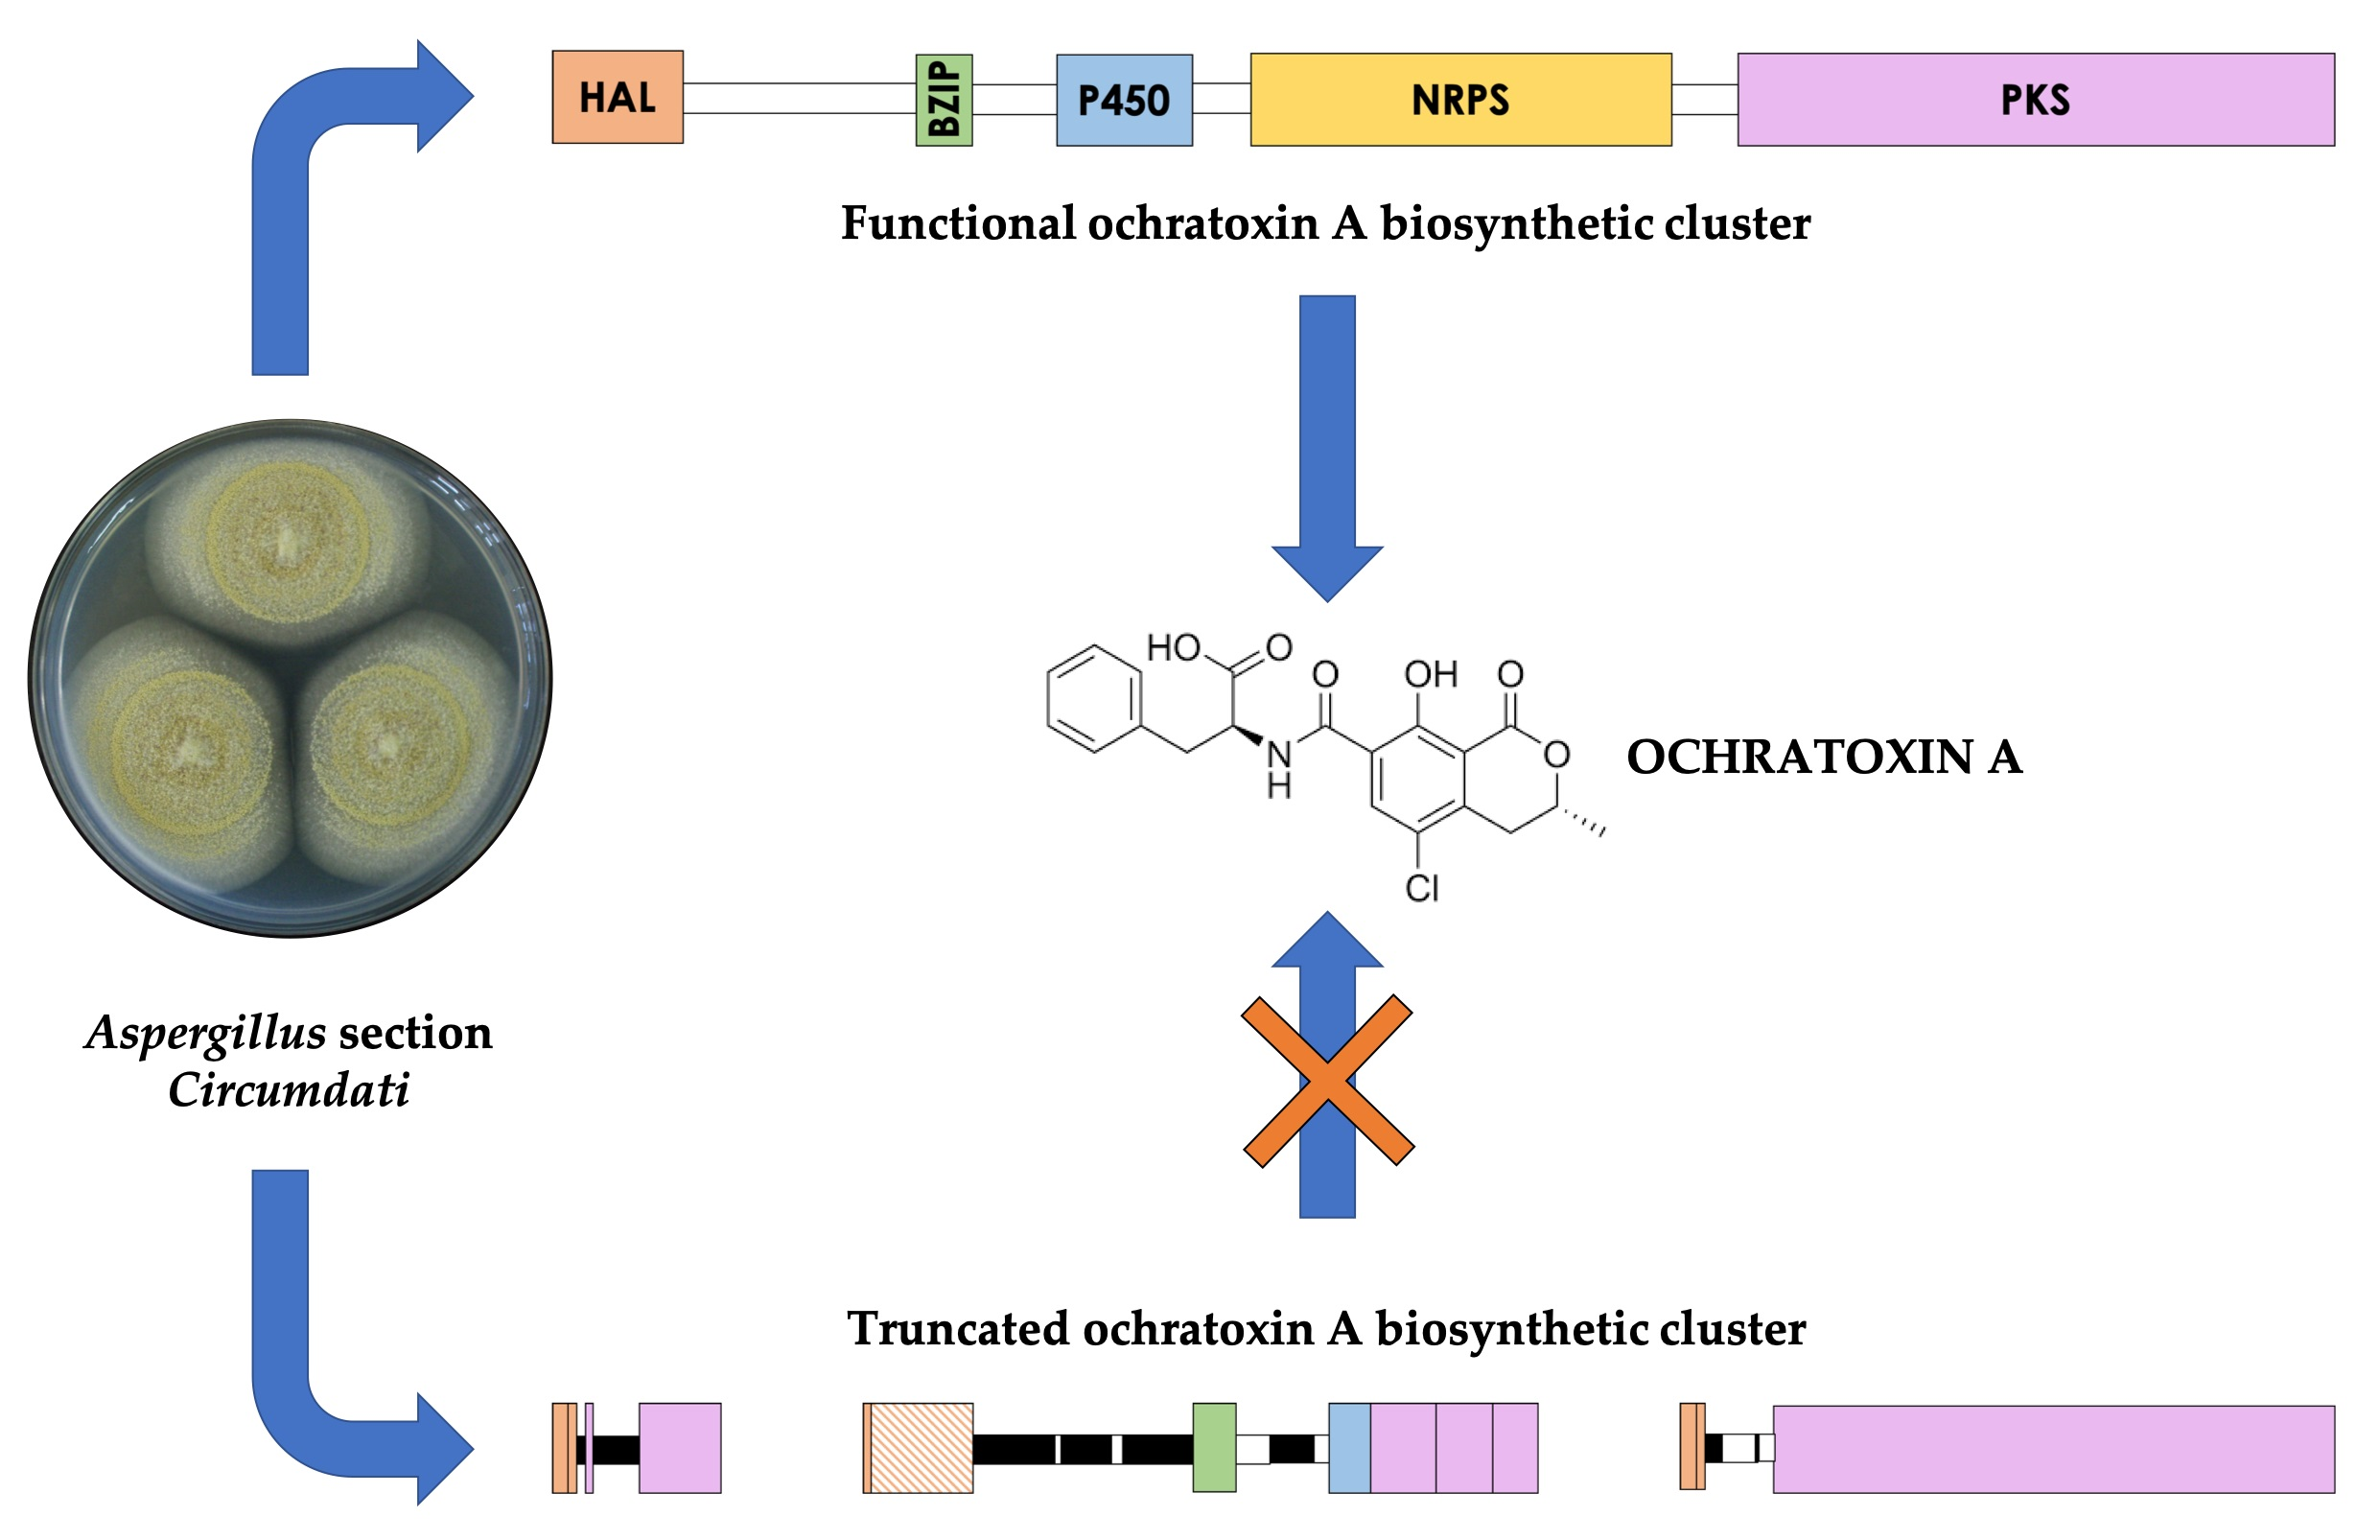 HAL
BZIP
P450
NRPS
PKS
Functional ochratoxin A biosynthetic cluster
HO
O
O
OH
O
N
H
O
Cl
OCHRATOXIN A
Aspergillus section
Circumdati
Truncated ochratoxin A biosynthetic cluster